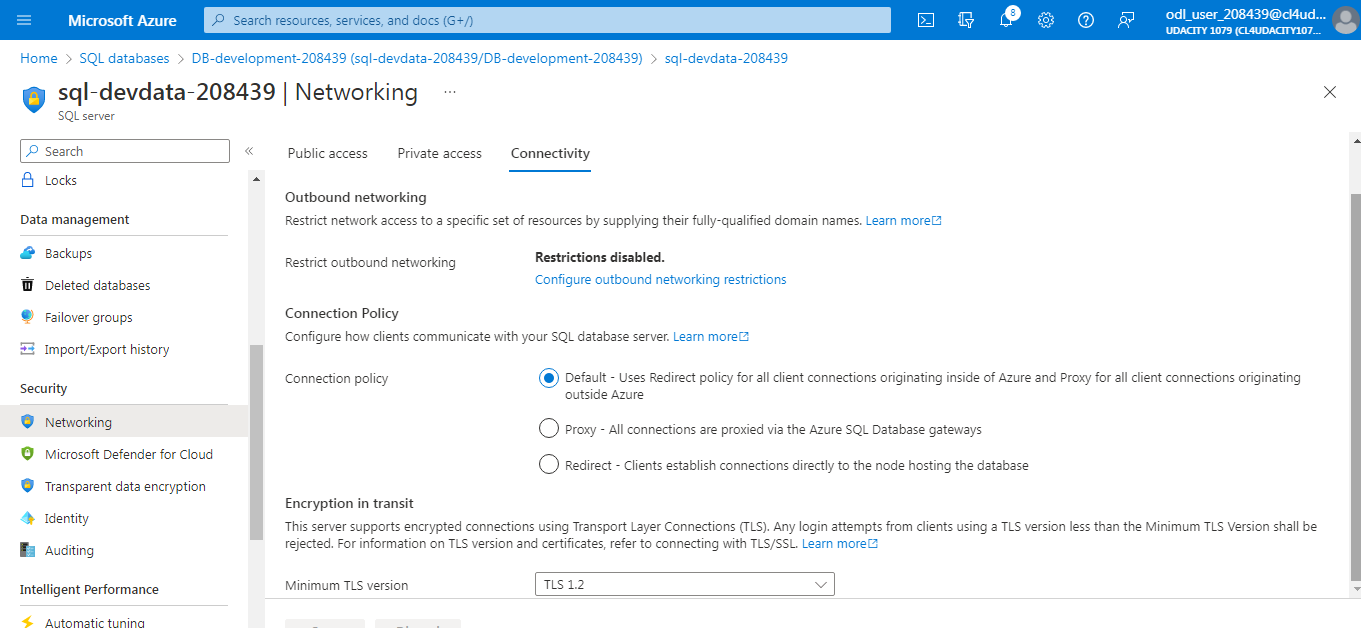 Microsoft Azure
Search resources, services, and docs (G+/)
8
odl_user_208439@cl4ud...
UDACITY 1079 (CL4UDACITY107...
Home > SQL databases > DB-development-208439 (sql-devdata-208439/DB-development-208439) > sql-devdata-208439
sql-devdata-208439 | Networking ...
SQL server
Search
«
Locks
Data management
Backups
Deleted databases
Failover groups
Import/Export history
Security
Networking
Microsoft Defender for Cloud
Transparent data encryption
Identity
Auditing
Intelligent Performance
Automatic tuning
Public access Private access Connectivity
Outbound networking
Restrict network access to a specific set of resources by supplying their fully-qualified domain names. Learn more
Restrict outbound networking
Restrictions disabled.
Configure outbound networking restrictions
Connection Policy
Configure how clients communicate with your SQL database server. Learn more
Connection policy
Default - Uses Redirect policy for all client connections originating inside of Azure and Proxy for all client connections originating
outside Azure
Proxy - All connections are proxied via the Azure SQL Database gateways
Redirect - Clients establish connections directly to the node hosting the database
Encryption in transit
This server supports encrypted connections using Transport Layer Connections (TLS). Any login attempts from clients using a TLS version less than the Minimum TLS Version shall be
rejected. For information on TLS version and certificates, refer to connecting with TLS/SSL. Learn more
Minimum TLS version
TLS 1.2